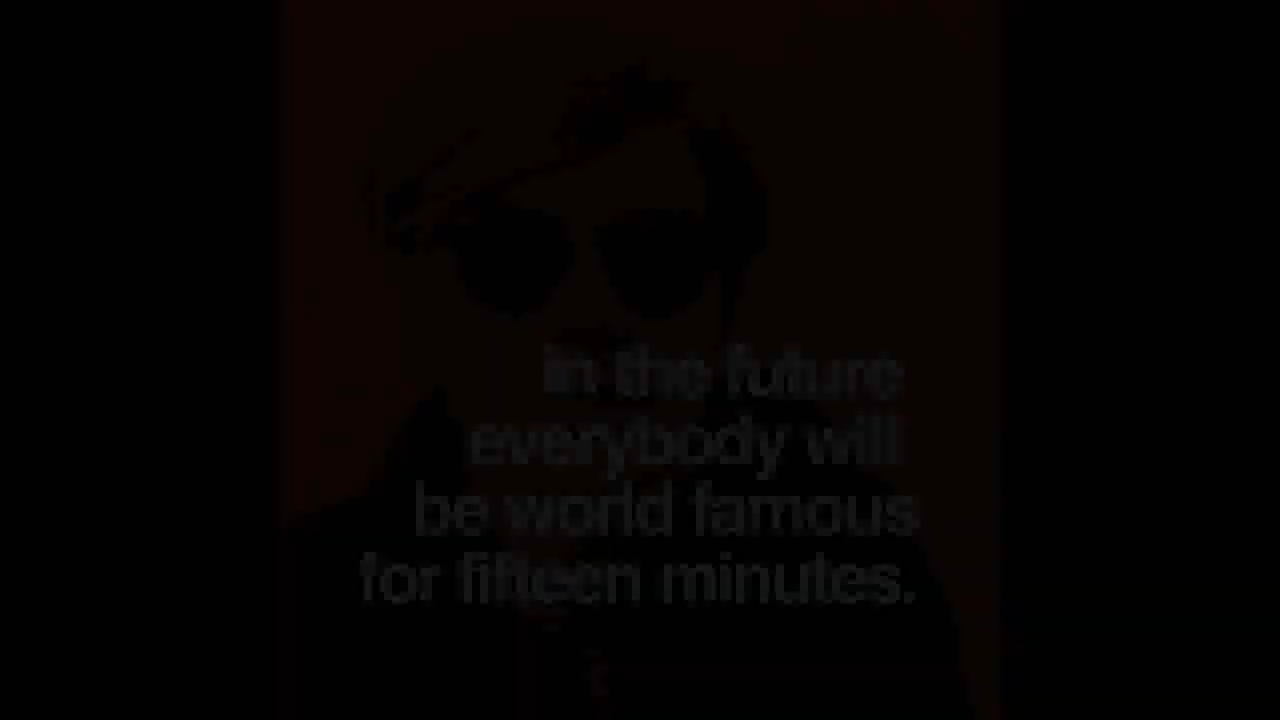 in the future
everybody will
be world famous
for fifteen minutes.